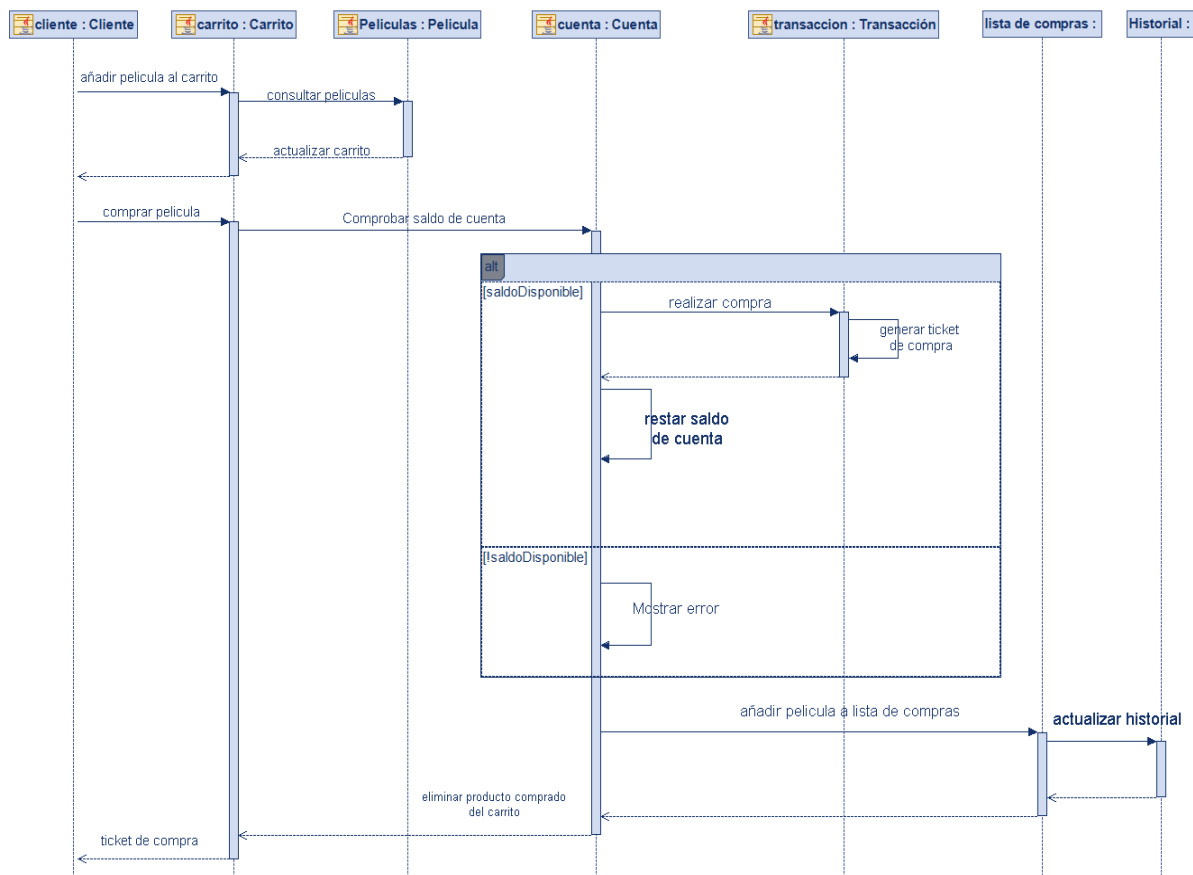 cliente : Cliente
carrito : Carrito
Peliculas : Pelicula
cuenta : Cuenta
transaccion : Transacción
lista de compras :
Historial :
añadir pelicula al carrito
consultar peliculas
actualizar carrito
comprar pelicula
Comprobar saldo de cuenta
alt
[saldoDisponible]
realizar compra
generar ticket
de compra
restar saldo
de cuenta
[!saldoDisponible]
Mostrar error
añadir pelicula a lista de compras
actualizar historial
eliminar producto comprado
del carrito
ticket de compra